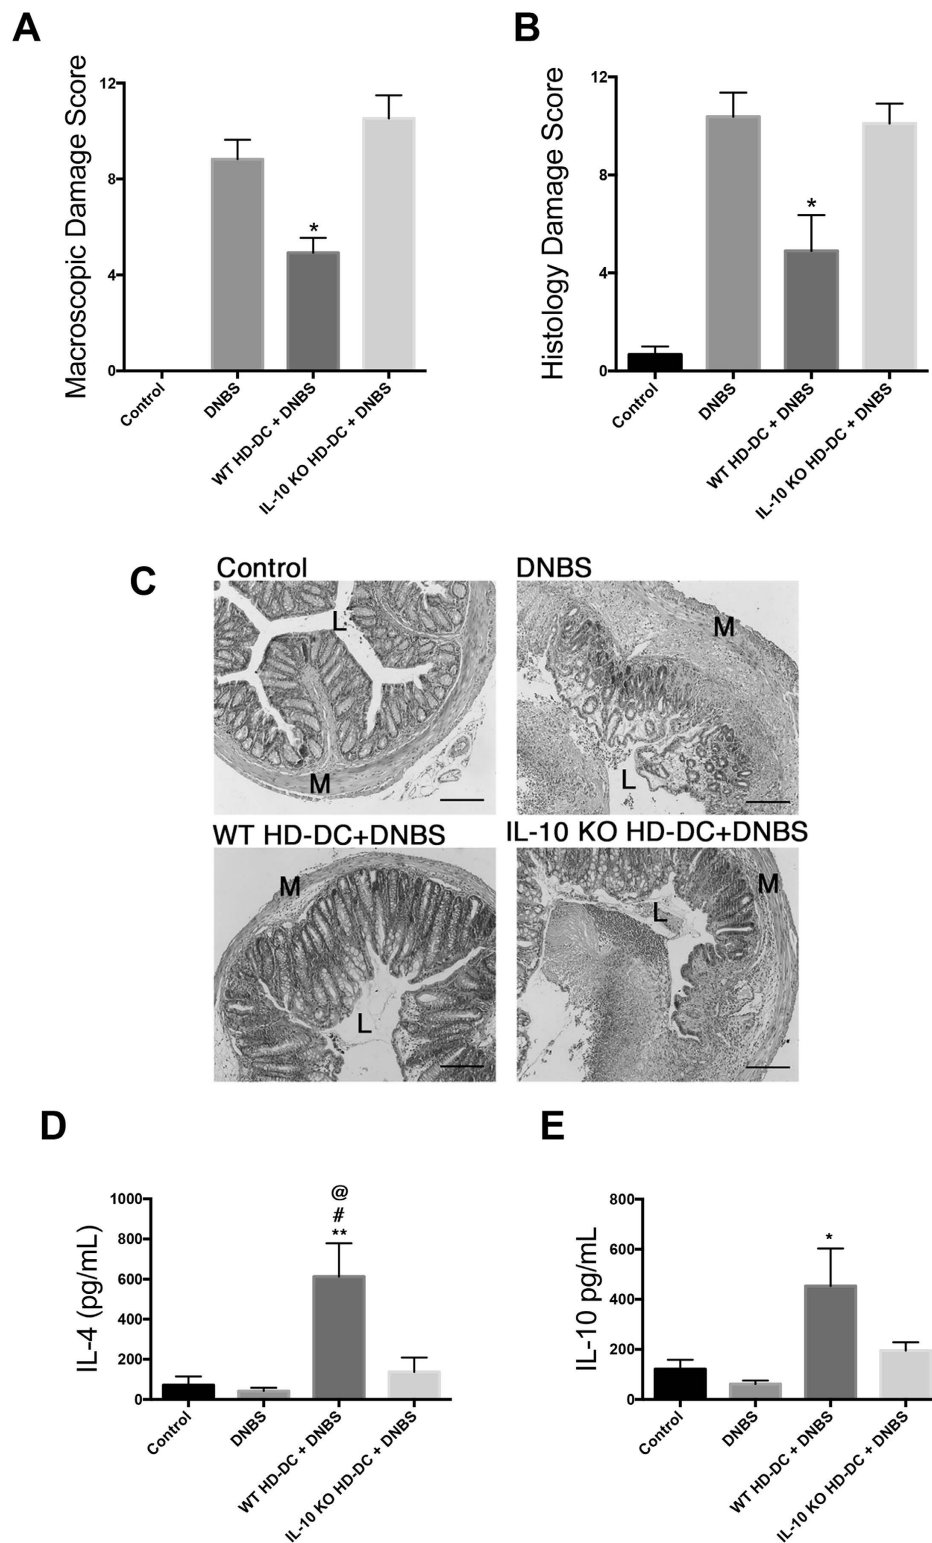 A
Macroscopic Damage Score
12
8
4
0
*
Control
DNBS
WT HD-DC + DNBS
IL-10 KO HD-DC + DNBS
B
Histology Damage Score
12
8
4
0
*
Control
DNBS
WT HD-DC + DNBS
IL-10 KO HD-DC + DNBS
C
Control
L
M
DNBS
M
L
WT HD-DC+DNBS
M
L
IL-10 KO HD-DC+DNBS
M
L
D
IL-4 (pg/mL)
1000
800
600
400
200
0
@
#
**
Control
DNBS
WT HD-DC + DNBS
IL-10 KO HD-DC + DNBS
E
IL-10 pg/mL
800
600
400
200
0
*
Control
DNBS
WT HD-DC + DNBS
IL-10 KO HD-DC + DNBS